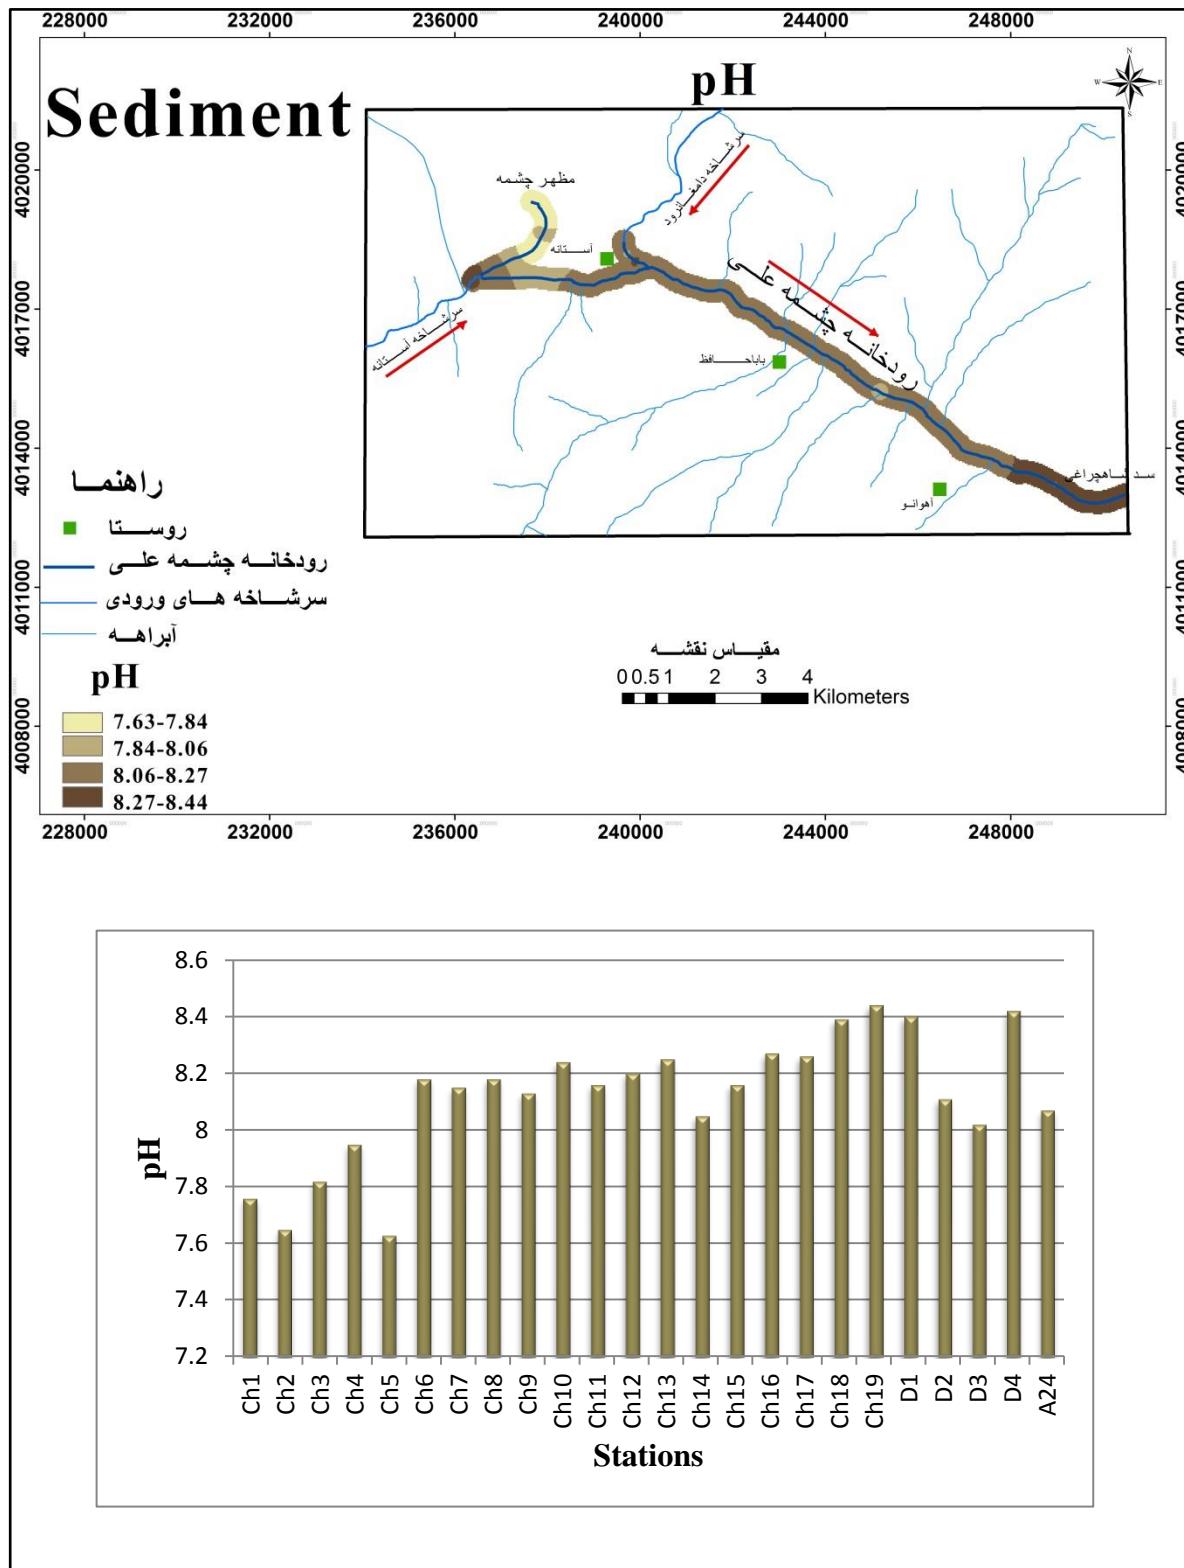 228000 232000 236000 240000 244000 248000
Sediment
pH
N
W E
S
4020000 4020000
سرشاخه دامغانرود
مظهر چشمه
آستانه
رودخانه چشمه علی
4017000 4017000
سرشاخه آستانه
باباحافظ
4014000 4014000
سد شاهچراغی
آهوانو
راهنما
روستا
رودخانه چشمه علی
4011000 4011000
سرشاخه های ورودی
آبراهه
مقیاس نقشه
0 0.5 1 2 3 4
Kilometers
pH
7.63-7.84
4008000 4008000
7.84-8.06
8.06-8.27
8.27-8.44
228000 232000 236000 240000 244000 248000
8.6
8.4
8.2
8
7.8
7.6
7.4
7.2
pH
Ch1 Ch2 Ch3 Ch4 Ch5 Ch6 Ch7 Ch8 Ch9 Ch10 Ch11 Ch12 Ch13 Ch14 Ch15 Ch16 Ch17 Ch18 Ch19 D1 D2 D3 D4 A24
Stations